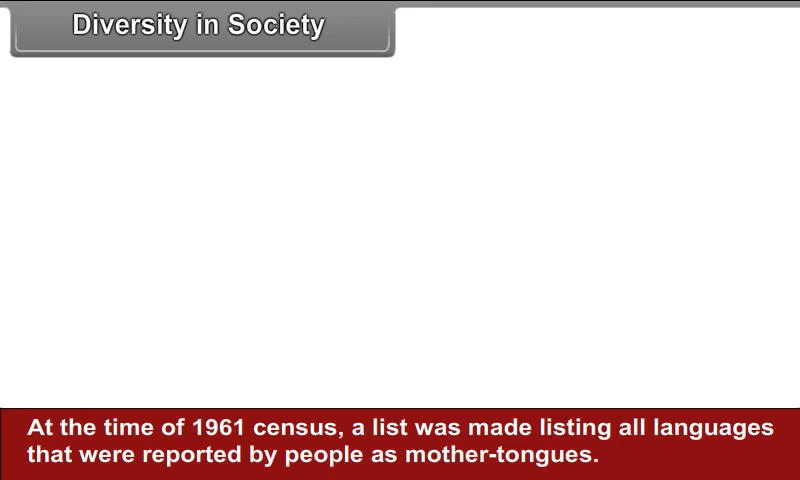 Diversity in Society
At the time of 1961 census, a list was made listing all languages
that were reported by people as mother-tongues.